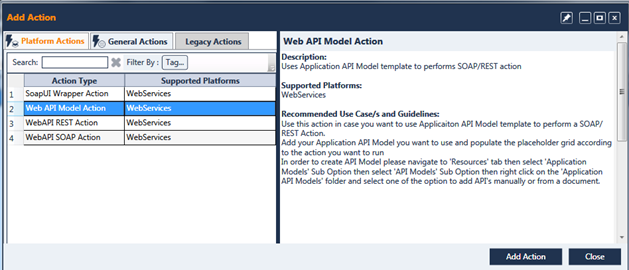 Add Action
Platform Actions General Actions Legacy Actions
Search: Filter By : Tag...
Action Type Supported Platforms
1 SoapUI Wrapper Action WebServices
2 Web API Model Action WebServices
3 WebAPI REST Action WebServices
4 WebAPI SOAP Action WebServices
Web API Model Action
Description:
Uses Application API Model template to performs SOAP/REST action
Supported Platforms:
WebServices
Recommended Use Case/s and Guidelines:
Use this action in case you want to use Applicaiton API Model template to perform a SOAP/
REST Action.
Add your Application API Model you want to use and populate the placeholder grid according
to the action you want to run
In order to create API Model please navigate to 'Resources' tab then select 'Application
Models' Sub Option then select 'API Models' Sub Option then right click on the 'Application
API Models' folder and select one of the option to add API's manually or from a document.
Add Action Close